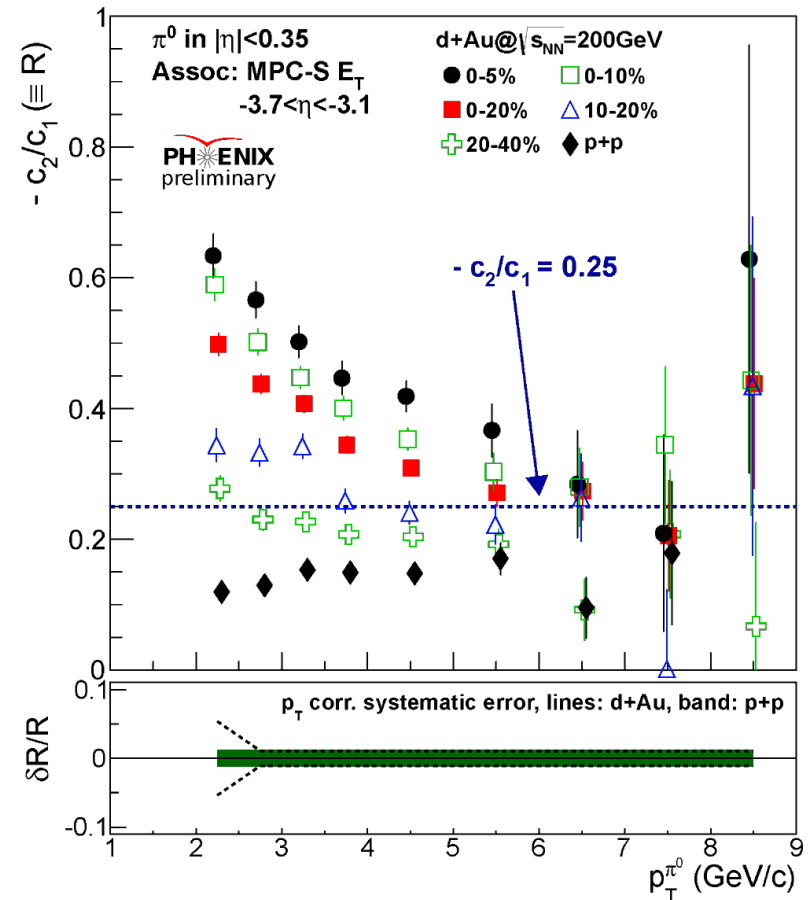 π⁰ in |η|<0.35
Assoc: MPC-S E_T
-3.7<η<-3.1
PHENIX
preliminary
d+Au@√s_NN=200GeV
0-5%
0-10%
0-20%
10-20%
20-40%
p+p
- c₂/c₁ = 0.25
- c₂/c₁ (≡ R)
1
0.8
0.6
0.4
0.2
0
p_T corr. systematic error, lines: d+Au, band: p+p
δR/R
0.1
0
-0.1
1 2 3 4 5 6 7 8 9
p_T^π⁰ (GeV/c)